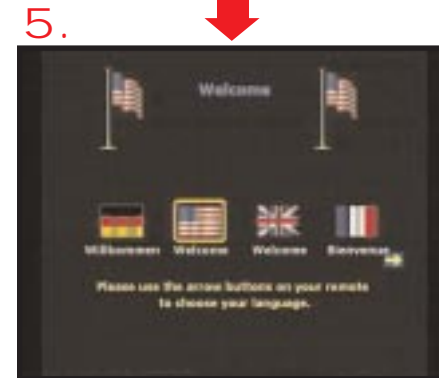 5.
Welcome
Willkommen Welcome Welcome Bienvenue
Please use the arrow buttons on your remote
to choose your language.